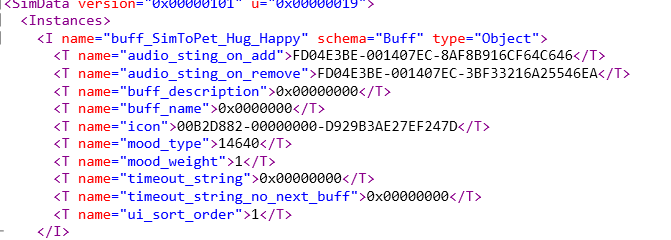 <SimData version="0x00000101" u="0x00000019">
<Instances>
<I name="buff_SimToPet_Hug_Happy" schema="Buff" type="Object">
<T name="audio_sting_on_add">FD04E3BE-001407EC-8AF8B916CF64C646</T>
<T name="audio_sting_on_remove">FD04E3BE-001407EC-3BF33216A25546EA</T>
<T name="buff_description">0x00000000</T>
<T name="buff_name">0x0000000</T>
<T name="icon">00B2D882-00000000-D929B3AE27EF247D</T>
<T name="mood_type">14640</T>
<T name="mood_weight">1</T>
<T name="timeout_string">0x00000000</T>
<T name="timeout_string_no_next_buff">0x00000000</T>
<T name="ui_sort_order">1</T>
</I>